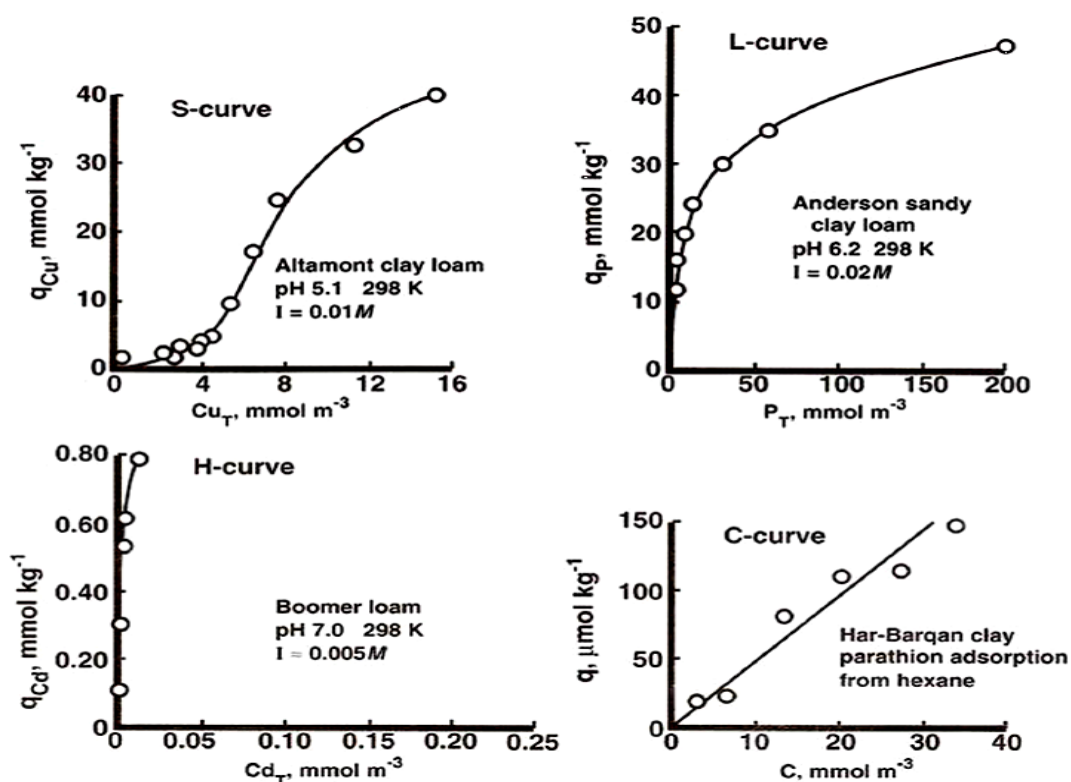 S-curve
40
30
20
10
0
q_Cu, mmol kg⁻¹
Altamont clay loam
pH 5.1 298 K
I = 0.01M
0 4 8 12 16
Cu_T, mmol m⁻³
L-curve
50
40
30
20
10
0
q_P, mmol kg⁻¹
Anderson sandy
clay loam
pH 6.2 298 K
I = 0.02M
0 50 100 150 200
P_T, mmol m⁻³
H-curve
0.80
0.60
0.40
0.20
0
q_Cd, mmol kg⁻¹
Boomer loam
pH 7.0 298 K
I = 0.005M
0 0.05 0.10 0.15 0.20 0.25
Cd_T, mmol m⁻³
C-curve
150
100
50
0
q, μmol kg⁻¹
Har-Barqan clay
parathion adsorption
from hexane
0 10 20 30 40
C, mmol m⁻³